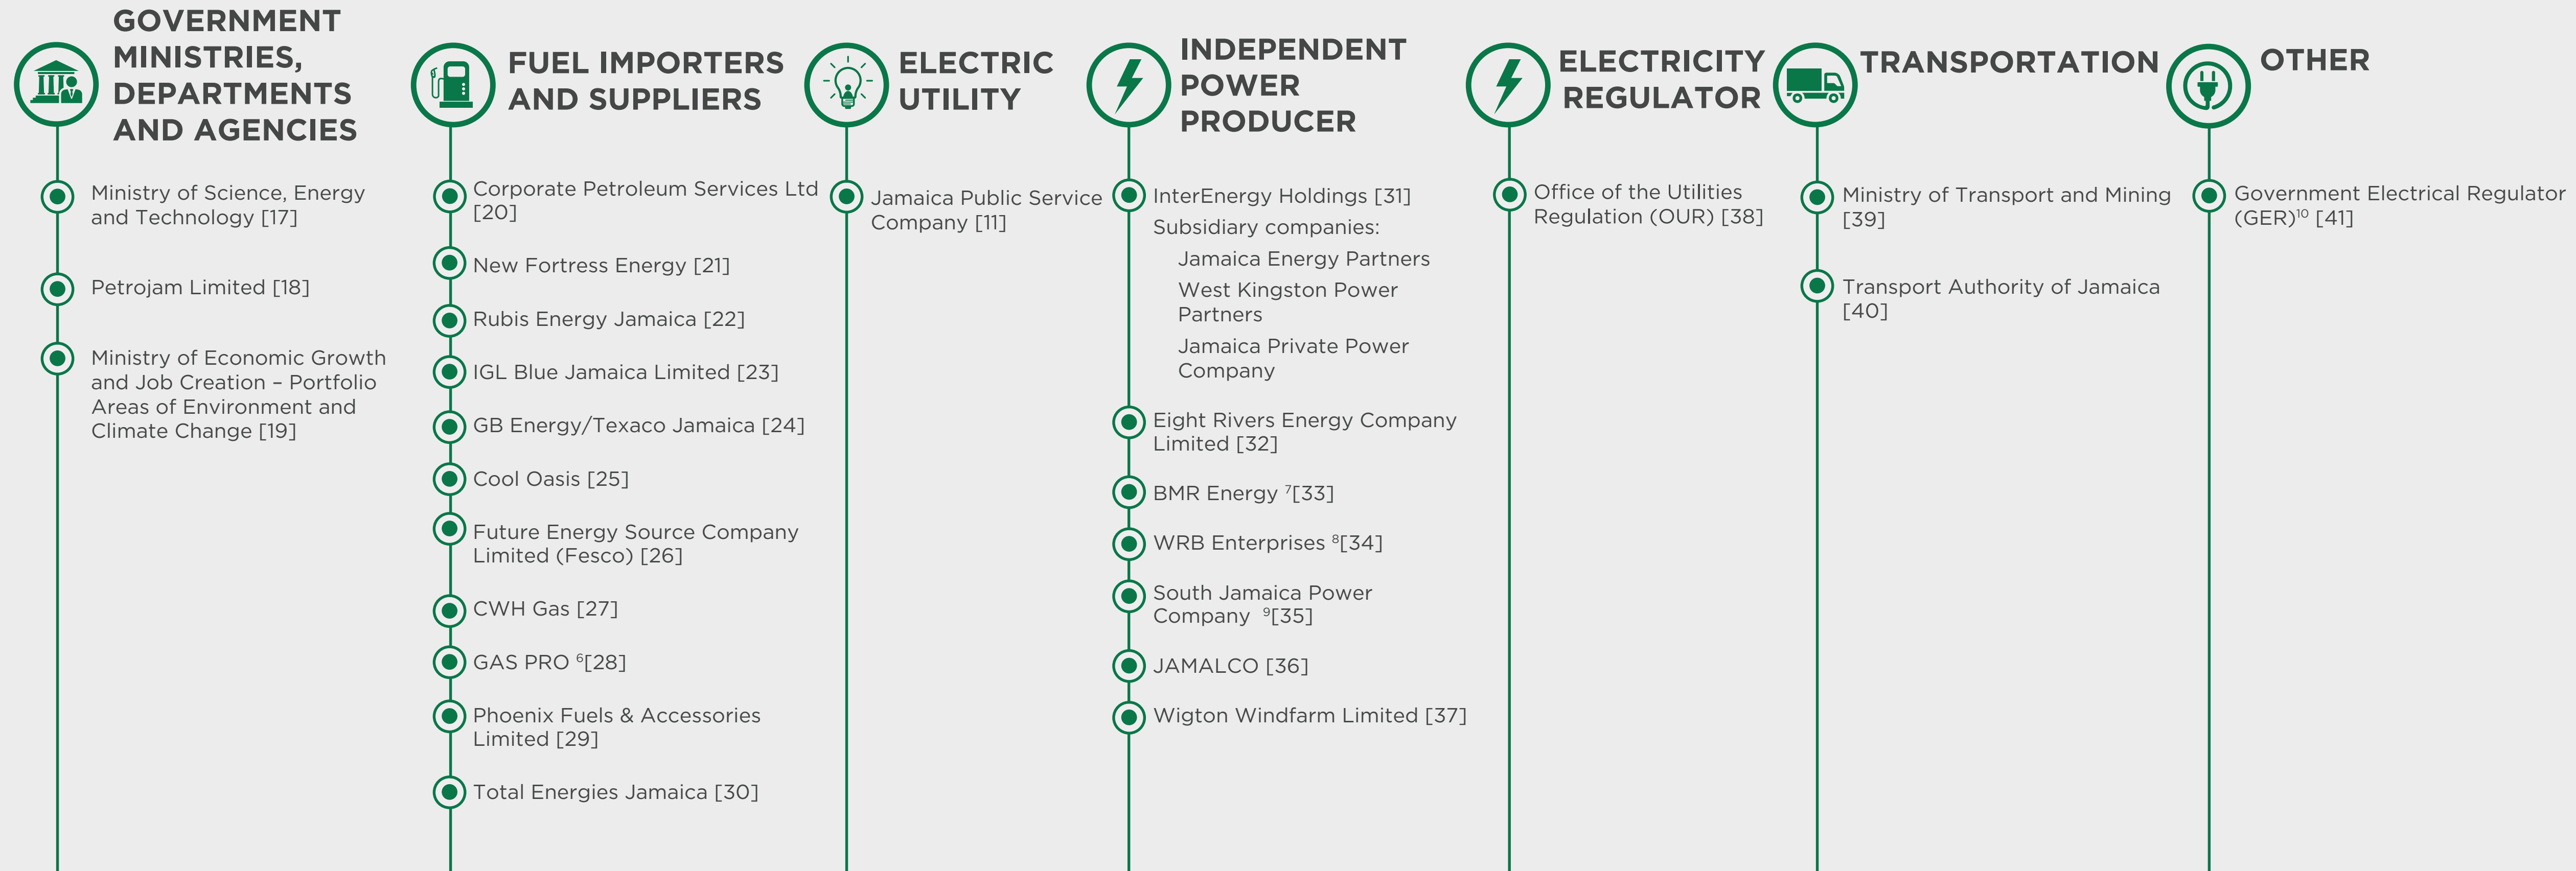 GOVERNMENT
MINISTRIES,
DEPARTMENTS
AND AGENCIES
Ministry of Science, Energy
and Technology [17]
Petrojam Limited [18]
Ministry of Economic Growth
and Job Creation – Portfolio
Areas of Environment and
Climate Change [19]
FUEL IMPORTERS
AND SUPPLIERS
Corporate Petroleum Services Ltd
[20]
New Fortress Energy [21]
Rubis Energy Jamaica [22]
IGL Blue Jamaica Limited [23]
GB Energy/Texaco Jamaica [24]
Cool Oasis [25]
Future Energy Source Company
Limited (Fesco) [26]
CWH Gas [27]
GAS PRO ⁶[28]
Phoenix Fuels & Accessories
Limited [29]
Total Energies Jamaica [30]
ELECTRIC
UTILITY
Jamaica Public Service
Company [11]
INDEPENDENT
POWER
PRODUCER
InterEnergy Holdings [31]
Subsidiary companies:
Jamaica Energy Partners
West Kingston Power
Partners
Jamaica Private Power
Company
Eight Rivers Energy Company
Limited [32]
BMR Energy ⁷[33]
WRB Enterprises ⁸[34]
South Jamaica Power
Company ⁹[35]
JAMALCO [36]
Wigton Windfarm Limited [37]
ELECTRICITY
REGULATOR
Office of the Utilities
Regulation (OUR) [38]
TRANSPORTATION
Ministry of Transport and Mining
[39]
Transport Authority of Jamaica
[40]
OTHER
Government Electrical Regulator
(GER)¹⁰ [41]